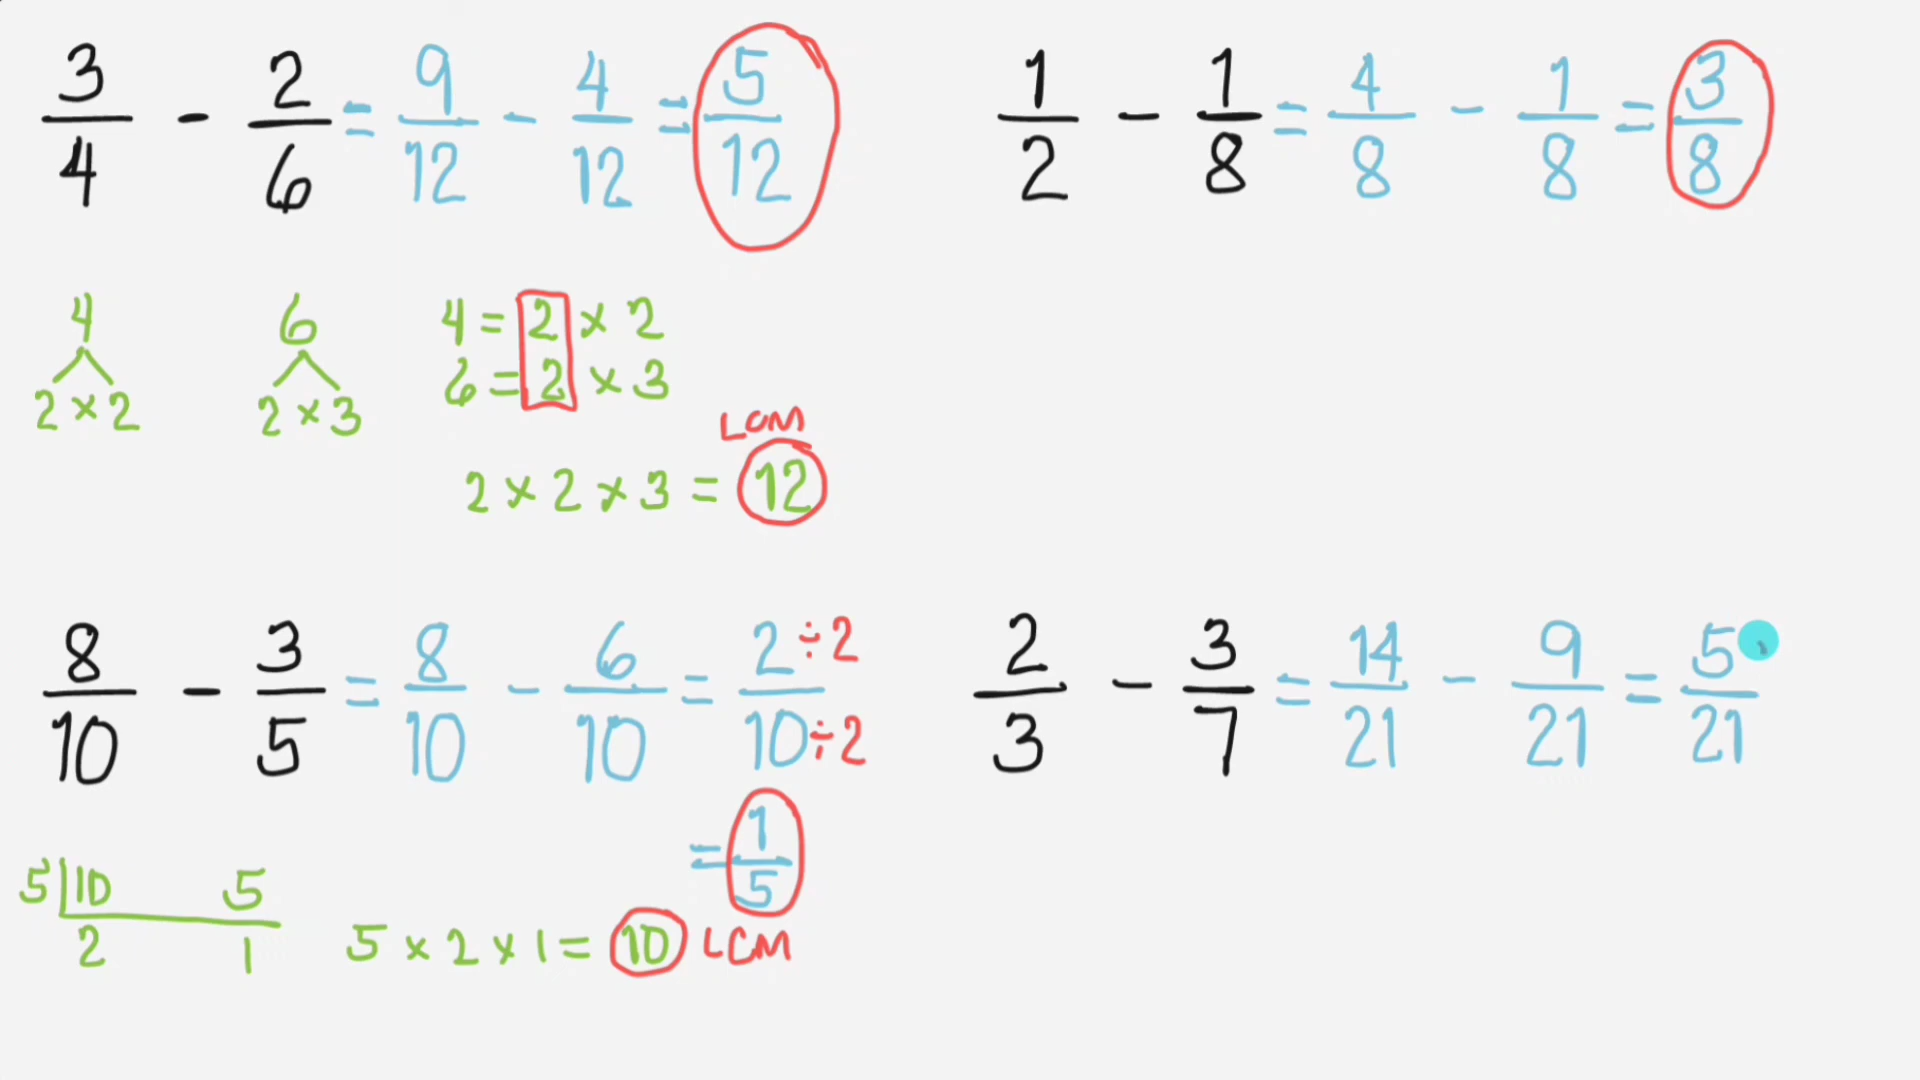 3/4 - 2/6 = 9/12 - 4/12 = 5/12
4
2 × 2
6
2 × 3
4 = 2 × 2
6 = 2 × 3
LCM
2 × 2 × 3 = 12
1/2 - 1/8 = 4/8 - 1/8 = 3/8
8/10 - 3/5 = 8/10 - 6/10 = 2÷2/10÷2
= 1/5
5 | 10 5
2 1
5 × 2 × 1 = 10 LCM
2/3 - 3/7 = 14/21 - 9/21 = 5/21